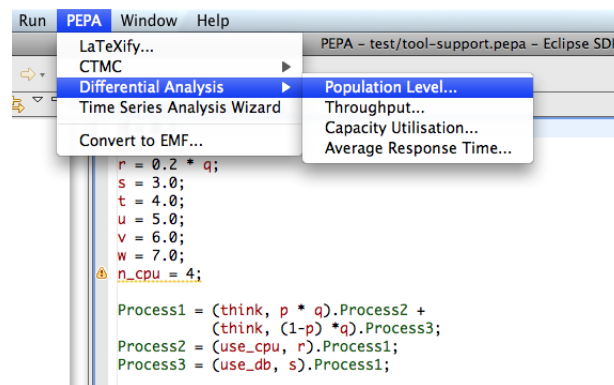 Run PEPA Window Help
PEPA – test/tool-support.pepa – Eclipse SDK
LaTeXify...
CTMC
Differential Analysis
Time Series Analysis Wizard
Convert to EMF...
Population Level...
Throughput...
Capacity Utilisation...
Average Response Time...
r = 0.2 * q;
s = 3.0;
t = 4.0;
u = 5.0;
v = 6.0;
w = 7.0;
n_cpu = 4;
Process1 = (think, p * q).Process2 +
(think, (1-p) *q).Process3;
Process2 = (use_cpu, r).Process1;
Process3 = (use_db, s).Process1;